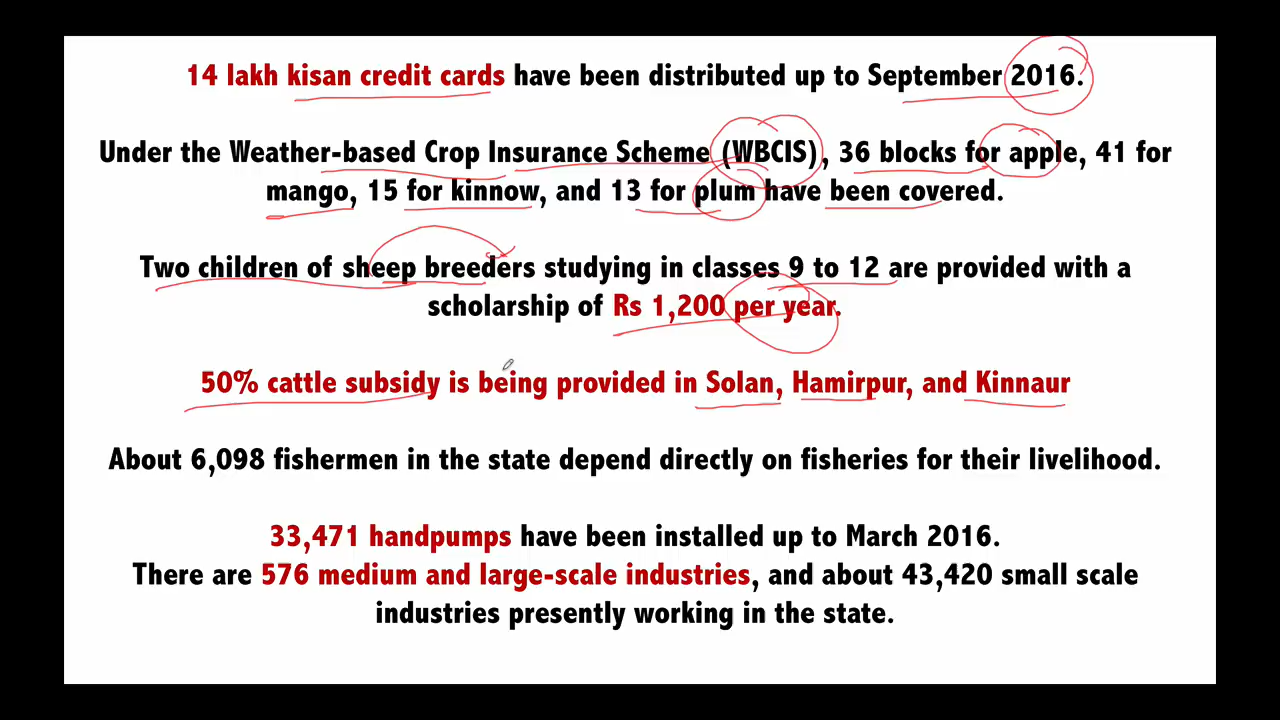 14 lakh kisan credit cards have been distributed up to September 2016.
Under the Weather-based Crop Insurance Scheme (WBCIS), 36 blocks for apple, 41 for
mango, 15 for kinnow, and 13 for plum have been covered.
Two children of sheep breeders studying in classes 9 to 12 are provided with a
scholarship of Rs 1,200 per year.
50% cattle subsidy is being provided in Solan, Hamirpur, and Kinnaur
About 6,098 fishermen in the state depend directly on fisheries for their livelihood.
33,471 handpumps have been installed up to March 2016.
There are 576 medium and large-scale industries, and about 43,420 small scale
industries presently working in the state.